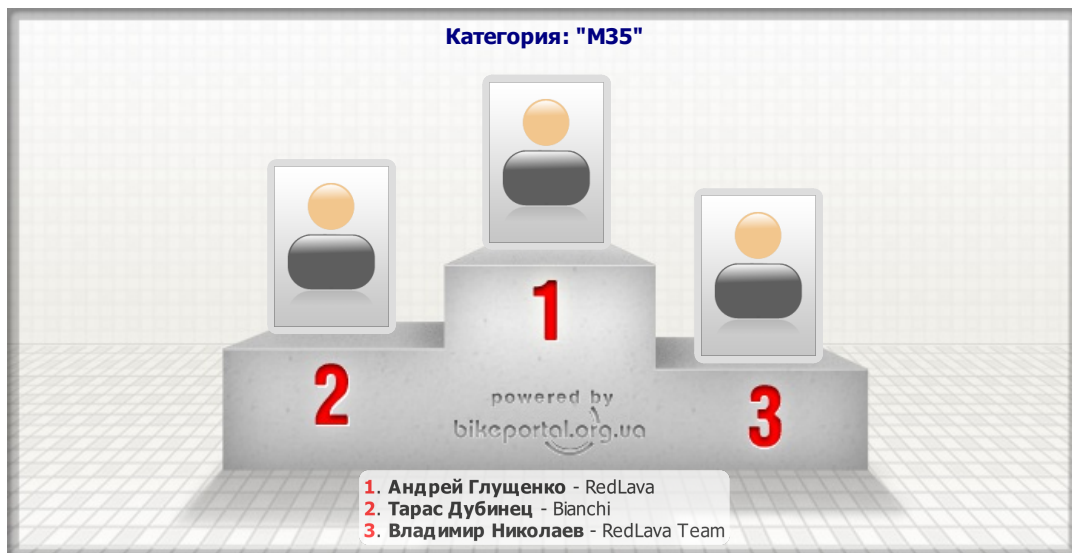 Категория: "М35"
1
2
3
powered by
bikeportal.org.ua
1. Андрей Глущенко - RedLava
2. Тарас Дубинец - Bianchi
3. Владимир Николаев - RedLava Team